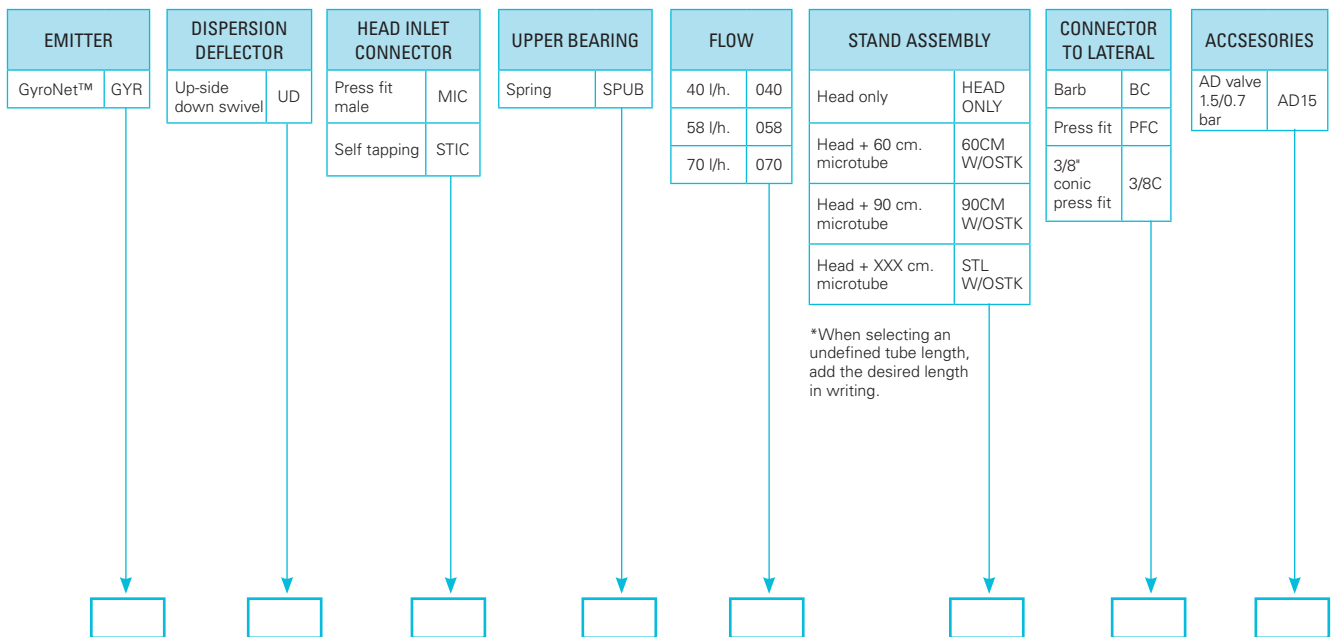 EMITTER
GyroNet™ GYR
DISPERSION
DEFLECTOR
Up-side
down swivel UD
HEAD INLET
CONNECTOR
Press fit
male MIC
Self tapping STIC
UPPER BEARING
Spring SPUB
FLOW
40 l/h. 040
58 l/h. 058
70 l/h. 070
STAND ASSEMBLY
Head only HEAD
ONLY
Head + 60 cm. 60CM
microtube W/OSTK
Head + 90 cm. 90CM
microtube W/OSTK
Head + XXX cm. STL
microtube W/OSTK
*When selecting an
undefined tube length,
add the desired length
in writing.
CONNECTOR
TO LATERAL
Barb BC
Press fit PFC
3/8"
conic 3/8C
press fit
ACCSESORIES
AD valve
1.5/0.7 AD15
bar